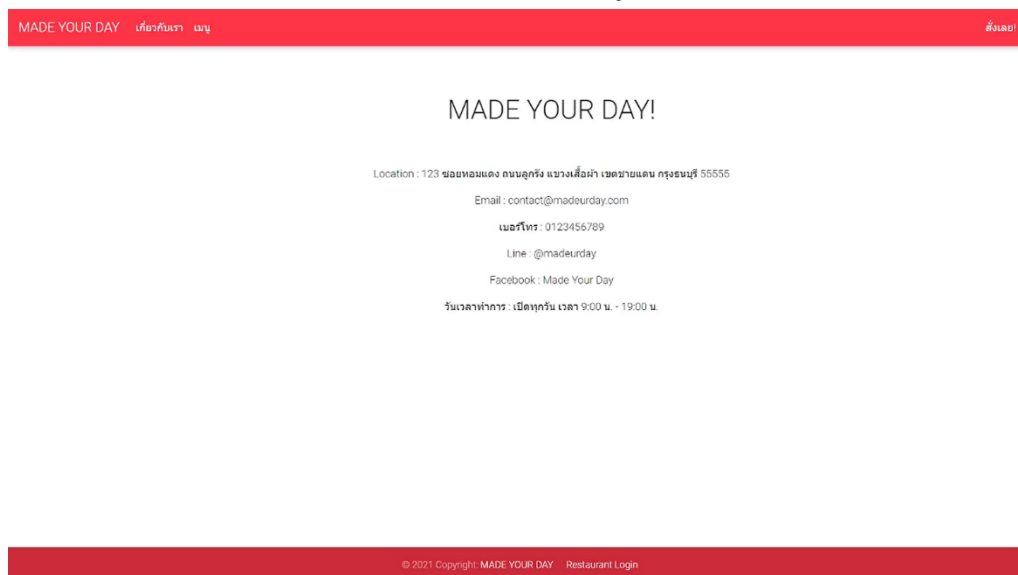 MADE YOUR DAY เกี่ยวกับเรา เมนู สั่งเลย!
MADE YOUR DAY!
Location : 123 ซอยหอมแดง ถนนลูกรัง แขวงเสื้อผ้า เขตชายแดน กรุงธนบุรี 55555
Email : contact@madeurday.com
เบอร์โทร : 0123456789
Line : @madeurday
Facebook : Made Your Day
วันเวลาทำการ : เปิดทุกวัน เวลา 9:00 น. - 19:00 น.
© 2021 Copyright: MADE YOUR DAY Restaurant Login